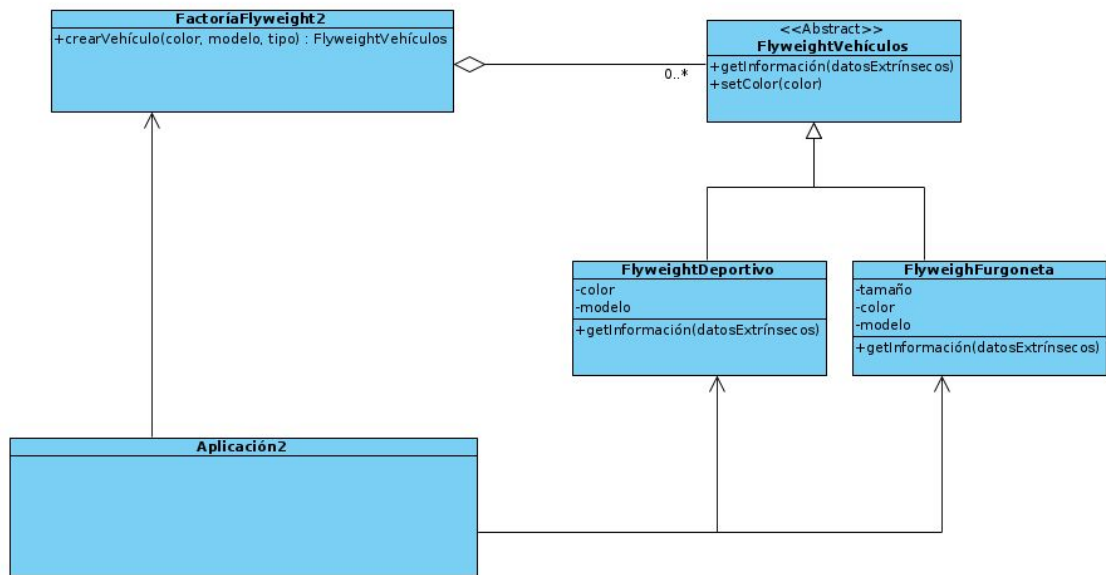 FactoríaFlyweight2
+crearVehículo(color, modelo, tipo) : FlyweightVehículos
0..*
<<Abstract>>
FlyweightVehículos
+getInformación(datosExtrínsecos)
+setColor(color)
FlyweightDeportivo
-color
-modelo
+getInformación(datosExtrínsecos)
FlyweighFurgoneta
-tamaño
-color
-modelo
+getInformación(datosExtrínsecos)
Aplicación2